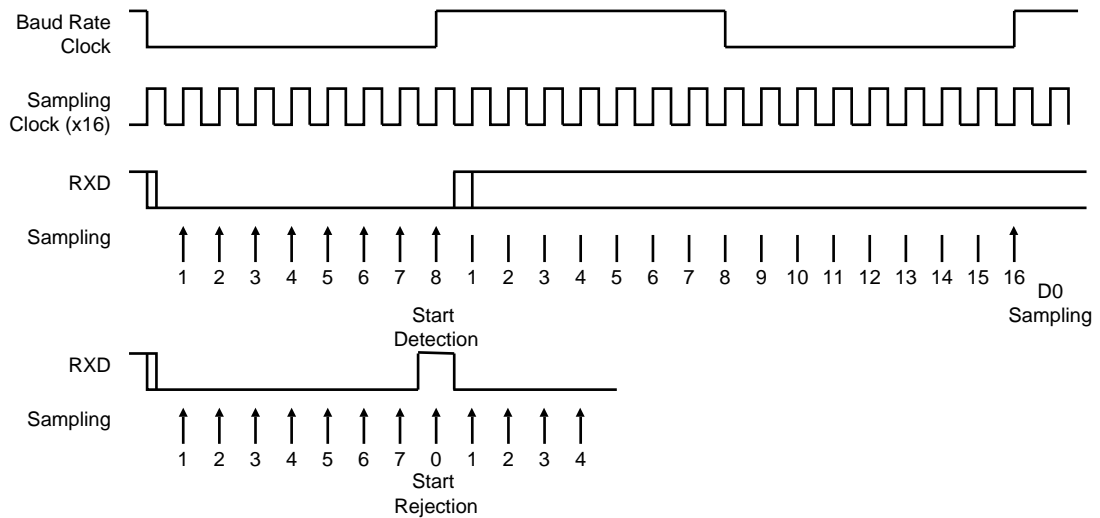 Baud Rate
Clock
Sampling
Clock (x16)
RXD
Sampling
1 2 3 4 5 6 7 8 1 2 3 4 5 6 7 8 9 10 11 12 13 14 15 16
D0
Sampling
Start
Detection
RXD
Sampling
1 2 3 4 5 6 7 0 1 2 3 4
Start
Rejection